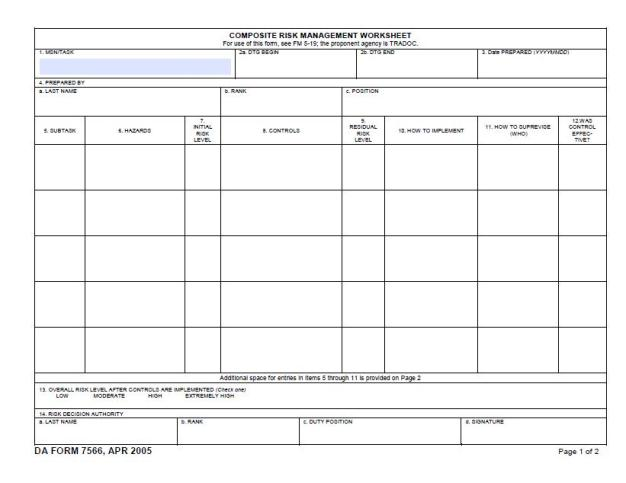 COMPOSITE RISK MANAGEMENT WORKSHEET
For use of this form, see FM 5-19; the proponent agency is TRADOC.
1. MSN/TASK 2a. DTG BEGIN 2b. DTG END 3. Date PREPARED (YYYYMMDD)
4. PREPARED BY
a. LAST NAME b. RANK c. POSITION
5. SUBTASK 6. HAZARDS 7. INITIAL RISK LEVEL 8. CONTROLS 9. RESIDUAL RISK LEVEL 10. HOW TO IMPLEMENT 11. HOW TO SUPREVISE (WHO) 12.WAS CONTROL EFFEC- TIVE?
Additional space for entries in Items 5 through 11 is provided on Page 2
13. OVERALL RISK LEVEL AFTER CONTROLS ARE IMPLEMENTED (Check one)
LOW MODERATE HIGH EXTREMELY HIGH
14. RISK DECISION AUTHORITY
a. LAST NAME b. RANK c. DUTY POSITION d. SIGNATURE
DA FORM 7566, APR 2005 Page 1 of 2